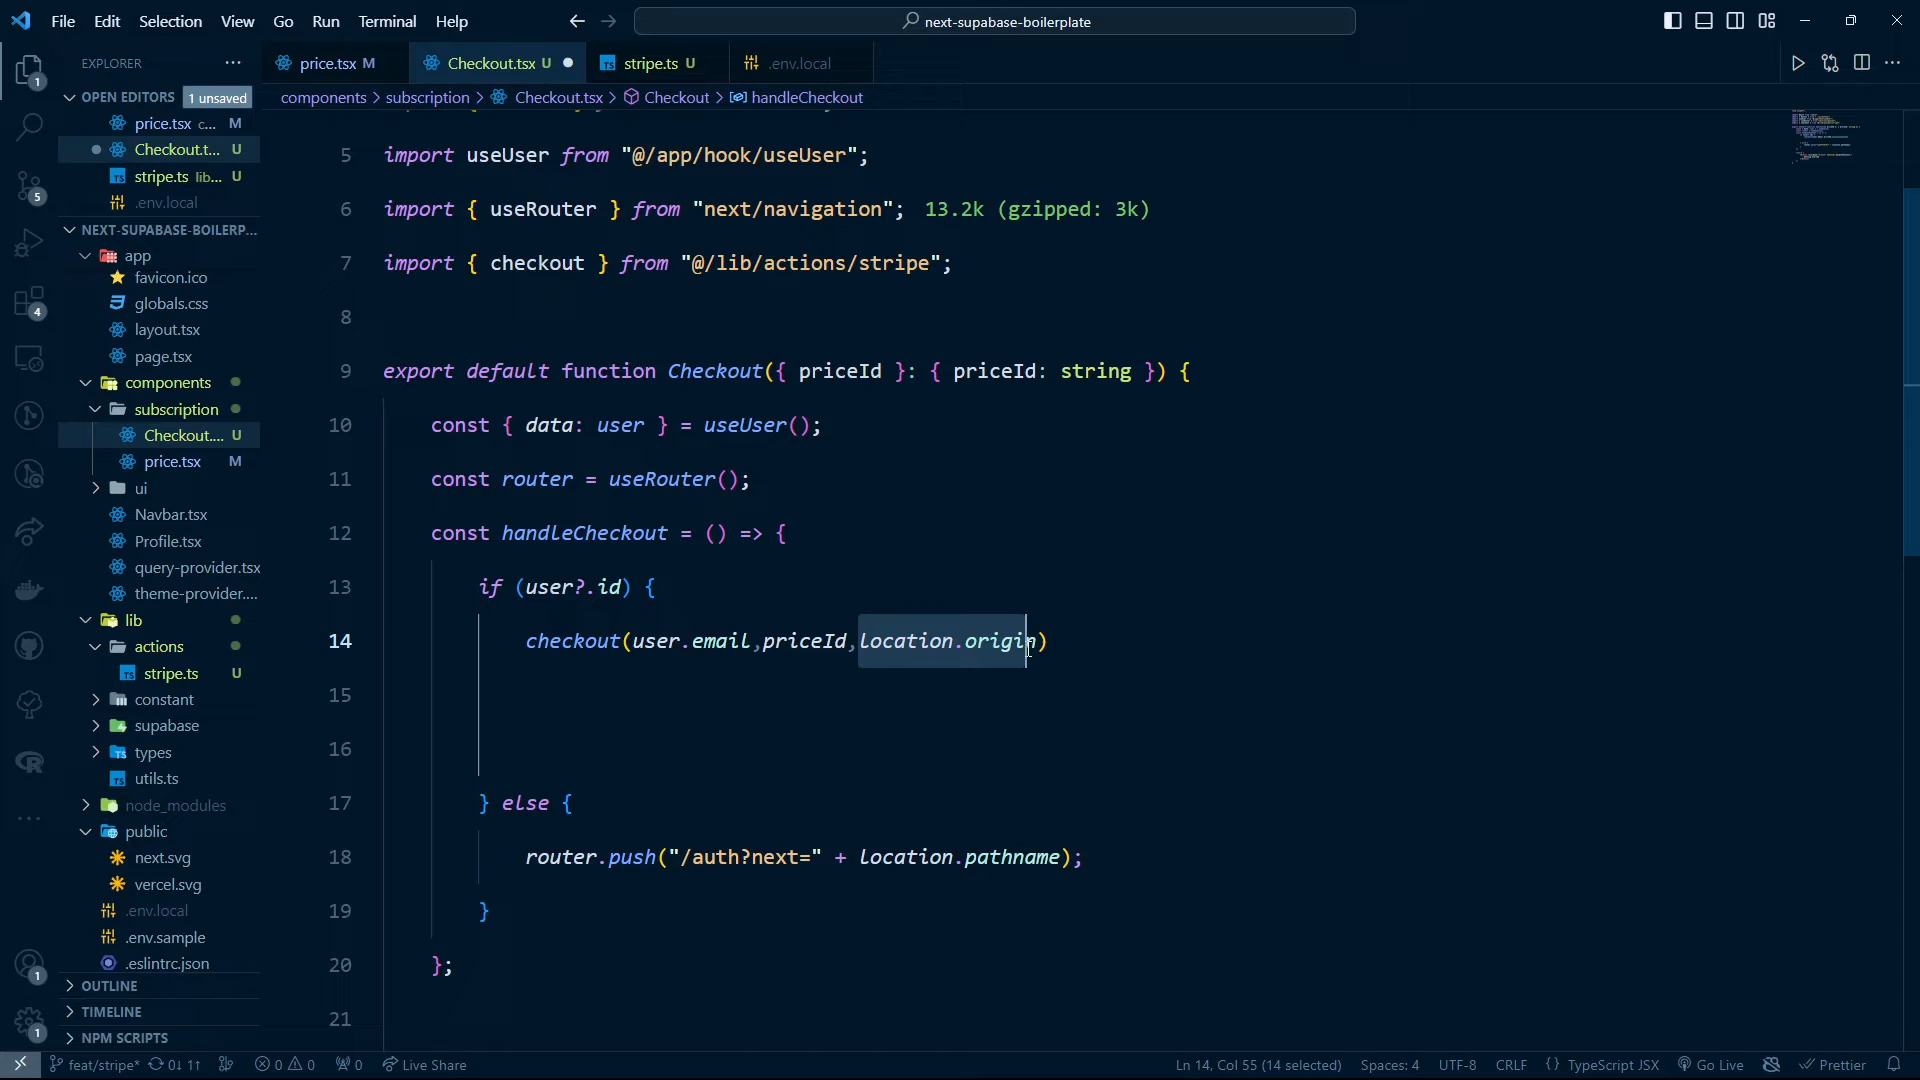 File Edit Selection View Go Run Terminal Help
next-supabase-boilerplate
EXPLORER
OPEN EDITORS 1 unsaved
price.tsx c... M
Checkout.t... U
stripe.ts lib... U
.env.local
NEXT-SUPABASE-BOILERP...
app
favicon.ico
globals.css
layout.tsx
page.tsx
components
subscription
Checkout.... U
price.tsx M
ui
Navbar.tsx
Profile.tsx
query-provider.tsx
theme-provider....
lib
actions
stripe.ts U
constant
supabase
types
utils.ts
node_modules
public
next.svg
vercel.svg
.env.local
.env.sample
.eslintrc.json
OUTLINE
TIMELINE
NPM SCRIPTS
1
5
4
1
1
price.tsx M
Checkout.tsx U
stripe.ts U
.env.local
components > subscription > Checkout.tsx > Checkout > handleCheckout
5 import useUser from "@/app/hook/useUser";
6 import { useRouter } from "next/navigation"; 13.2k (gzipped: 3k)
7 import { checkout } from "@/lib/actions/stripe";
8
9 export default function Checkout({ priceId }: { priceId: string }) {
10 const { data: user } = useUser();
11 const router = useRouter();
12 const handleCheckout = () => {
13 if (user?.id) {
14 checkout(user.email,priceId,location.origin)
15
16
17 } else {
18 router.push("/auth?next=" + location.pathname);
19 }
20 };
21
feat/stripe* 0↓ 1↑ 0 0 0 Live Share
Ln 14, Col 55 (14 selected) Spaces: 4 UTF-8 CRLF {} TypeScript JSX Go Live Prettier